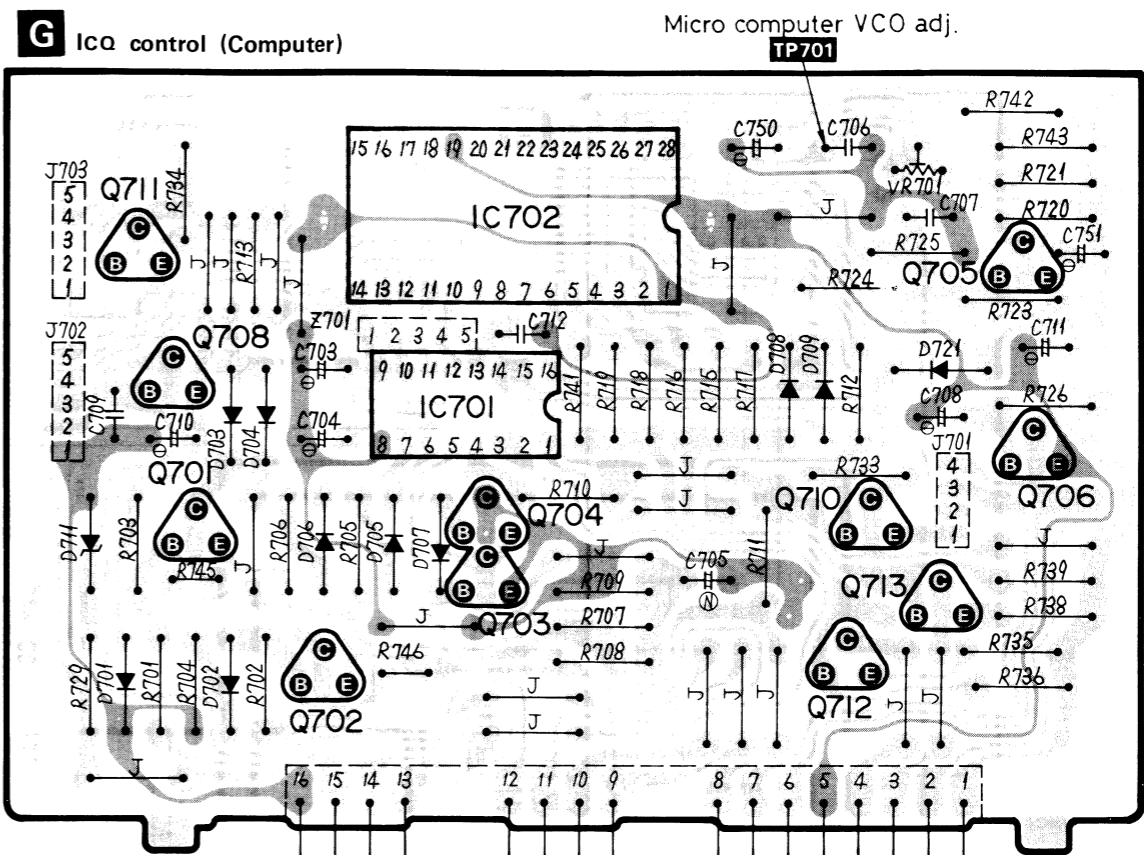 G ICQ control (Computer)
Micro computer VCO adj.
TP701
R742
R743
R721
R720
C750
C706
VR701
C707
R725
Q705
C
B E
C751
R724
R723
J703
5
4
3
2
1
Q711
C
B E
R734
J
J
R713
J
J
15 16 17 18 19 20 21 22 23 24 25 26 27 28
IC702
14 13 12 11 10 9 8 7 6 5 4 3 2 1
J
J
J702
5
4
3
2
1
Q708
C
B E
C709
C710
D703
D704
Z701
1 2 3 4 5
C712
C703
C704
9 10 11 12 13 14 15 16
IC701
8 7 6 5 4 3 2 1
R741
R719
R718
R716
R715
R717
D708
D709
R712
D721
C711
C708
R726
J701
4
3
2
1
C
B E
Q706
Q701
C
B E
D711
R703
R745
J
R706
D706
R705
D705
D707
C
B E
Q704
C
B E
Q703
R710
J
J
J
R709
R707
R708
C705
N
R711
R733
Q710
C
B E
Q713
C
B E
J
R739
R738
R735
R736
R729
D701
R701
R704
D702
R702
C
B E
Q702
J
R746
J
J
J
J
J
C
B E
Q712
J
J
J
16 15 14 13 12 11 10 9 8 7 6 5 4 3 2 1